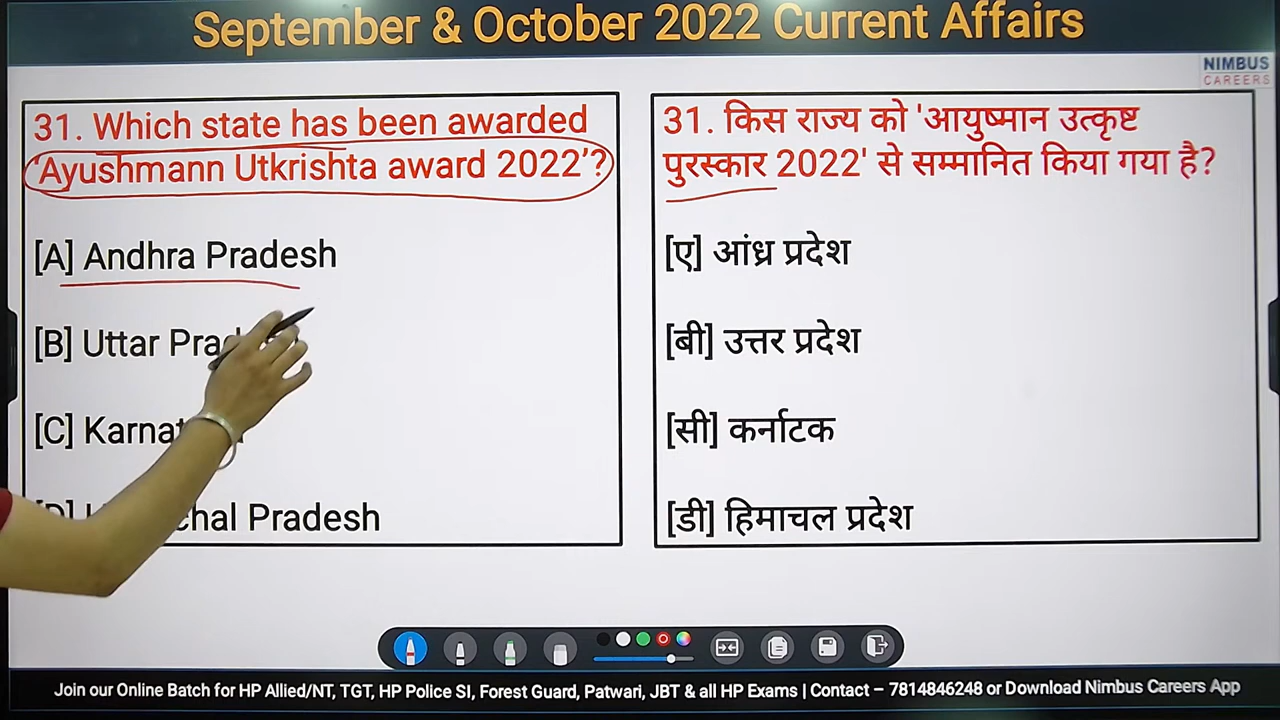 September & October 2022 Current Affairs
NIMBUS
CAREERS
31. Which state has been awarded
'Ayushmann Utkrishta award 2022'?
[A] Andhra Pradesh
[B] Uttar
[C]
Pradesh
31. किस राज्य को 'आयुष्मान उत्कृष्ट
पुरस्कार 2022' से सम्मानित किया गया है?
[ए] आंध्र प्रदेश
[बी] उत्तर प्रदेश
[सी] कर्नाटक
[डी] हिमाचल प्रदेश
Join our Online Batch for HP Allied/NT, TGT, HP Police SI, Forest Guard, Patwari, JBT & all HP Exams | Contact – 7814846248 or Download Nimbus Careers App